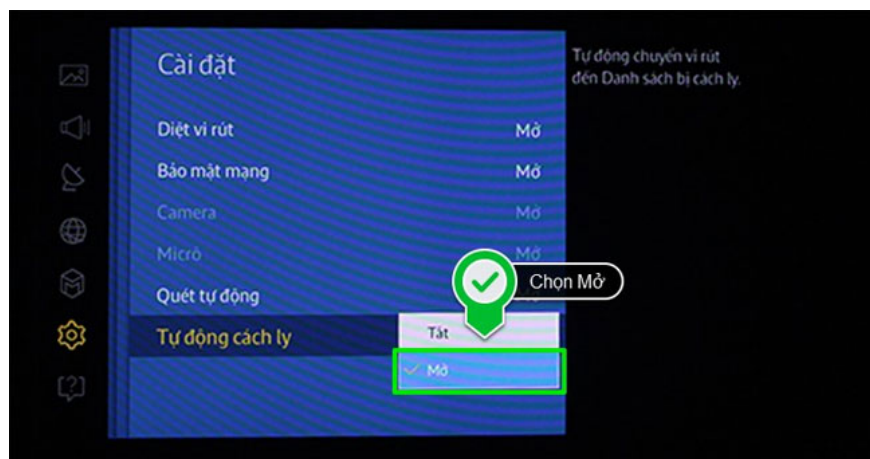 Cài đặt
Tự động chuyển vi rút
đến Danh sách bị cách ly.
Diệt vi rút Mở
Bảo mật mạng Mở
Camera Mở
Micrô Mở
Quét tự động
Chọn Mở
Tự động cách ly
Tắt
Mở
[?]